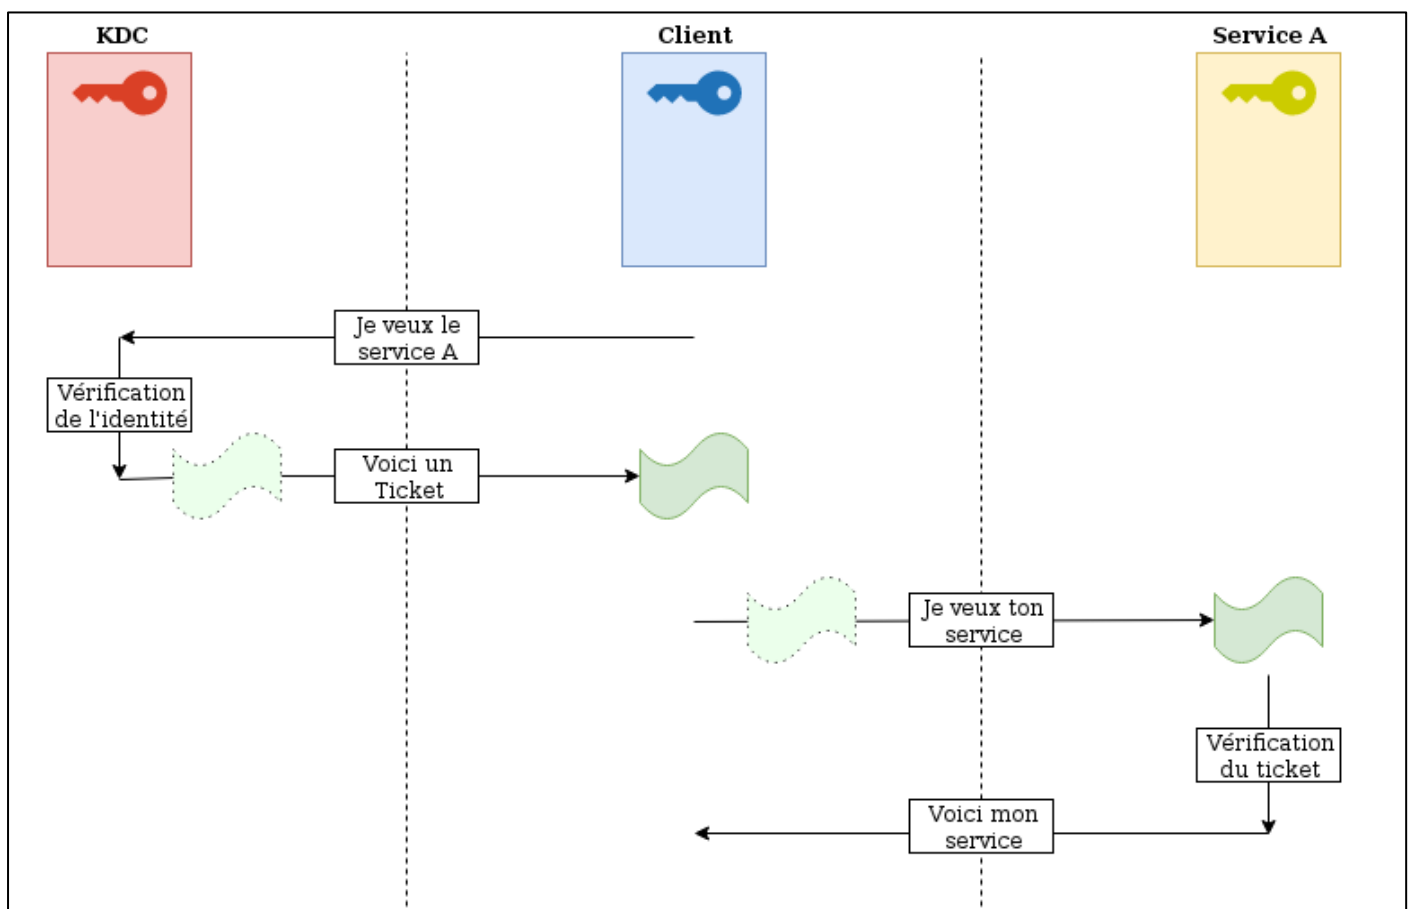 KDC
Client
Service A
Je veux le
service A
Vérification
de l'identité
Voici un
Ticket
Je veux ton
service
Vérification
du ticket
Voici mon
service